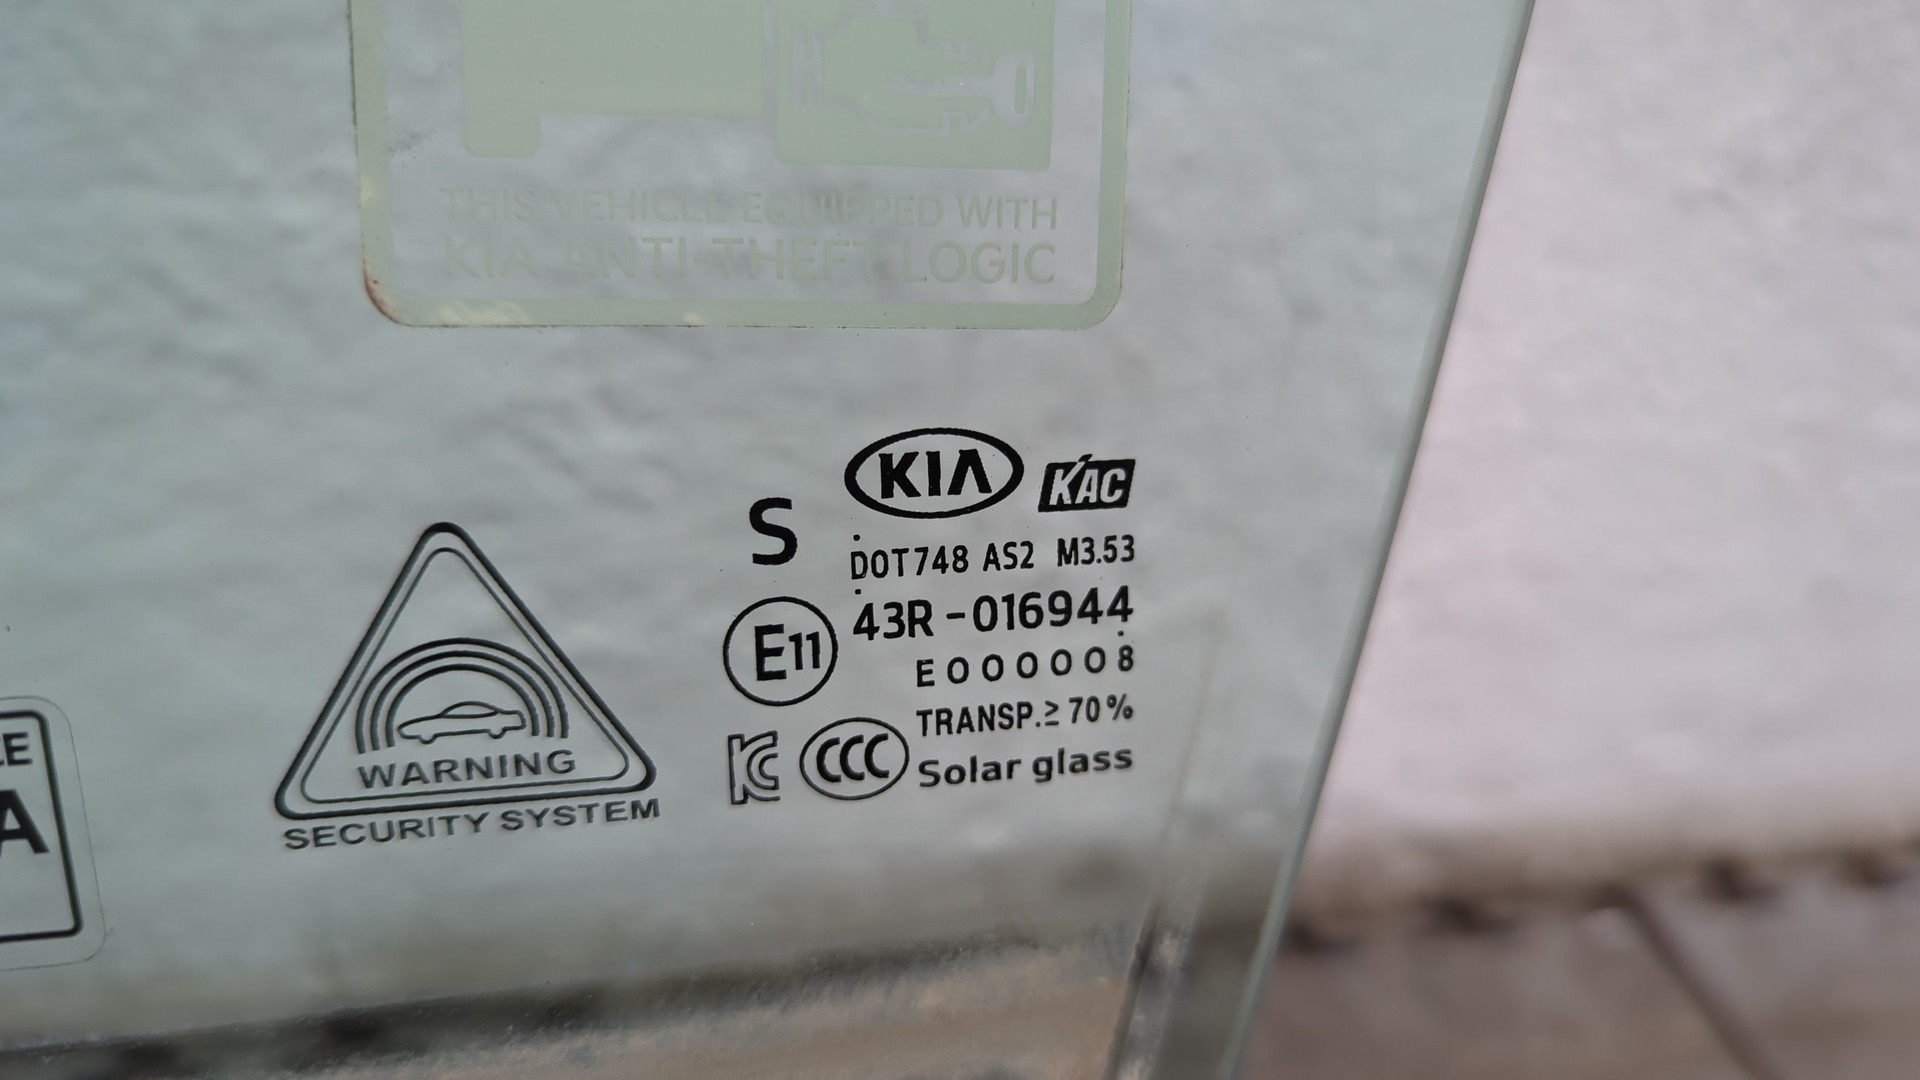 THIS VEHICLE EQUIPPED WITH
KIA ANTI-THEFT LOGIC
KIA KAC
S
DOT748 AS2 M3.53
43R-016944
E11
E000008
TRANSP.≥70%
KC CCC Solar glass
WARNING
SECURITY SYSTEM